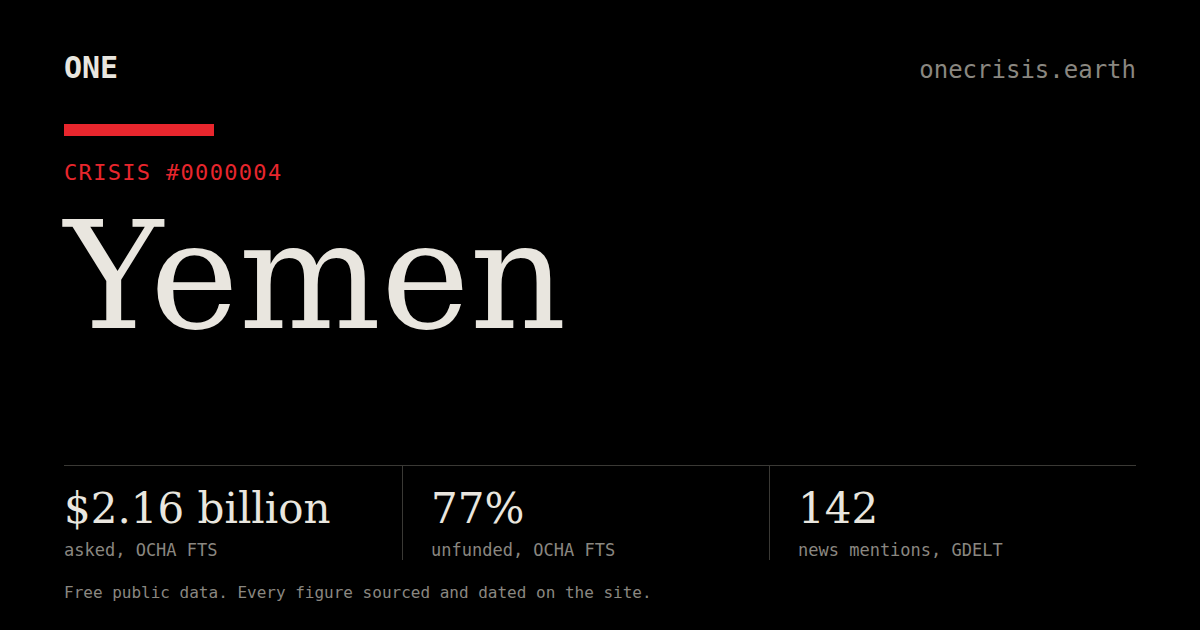 ONE
onecrisis.earth
CRISIS #0000004
Yemen
$2.16 billion
asked, OCHA FTS
77%
unfunded, OCHA FTS
142
news mentions, GDELT
Free public data. Every figure sourced and dated on the site.